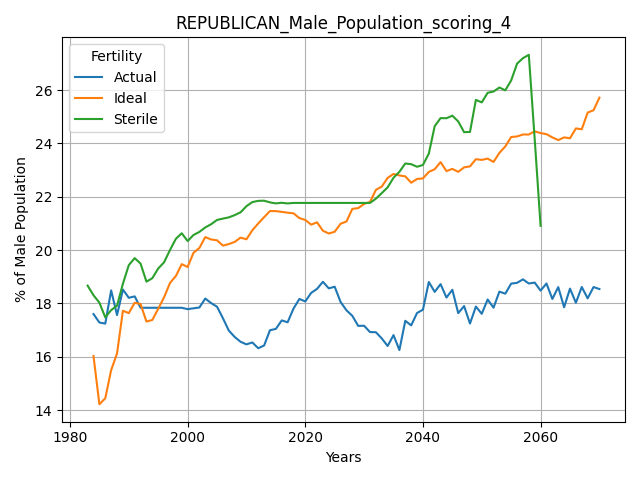 REPUBLICAN_Male_Population_scoring_4
Fertility
Actual
Ideal
Sterile
% of Male Population
26
24
22
20
18
16
14
1980
2000
2020
2040
2060
Years